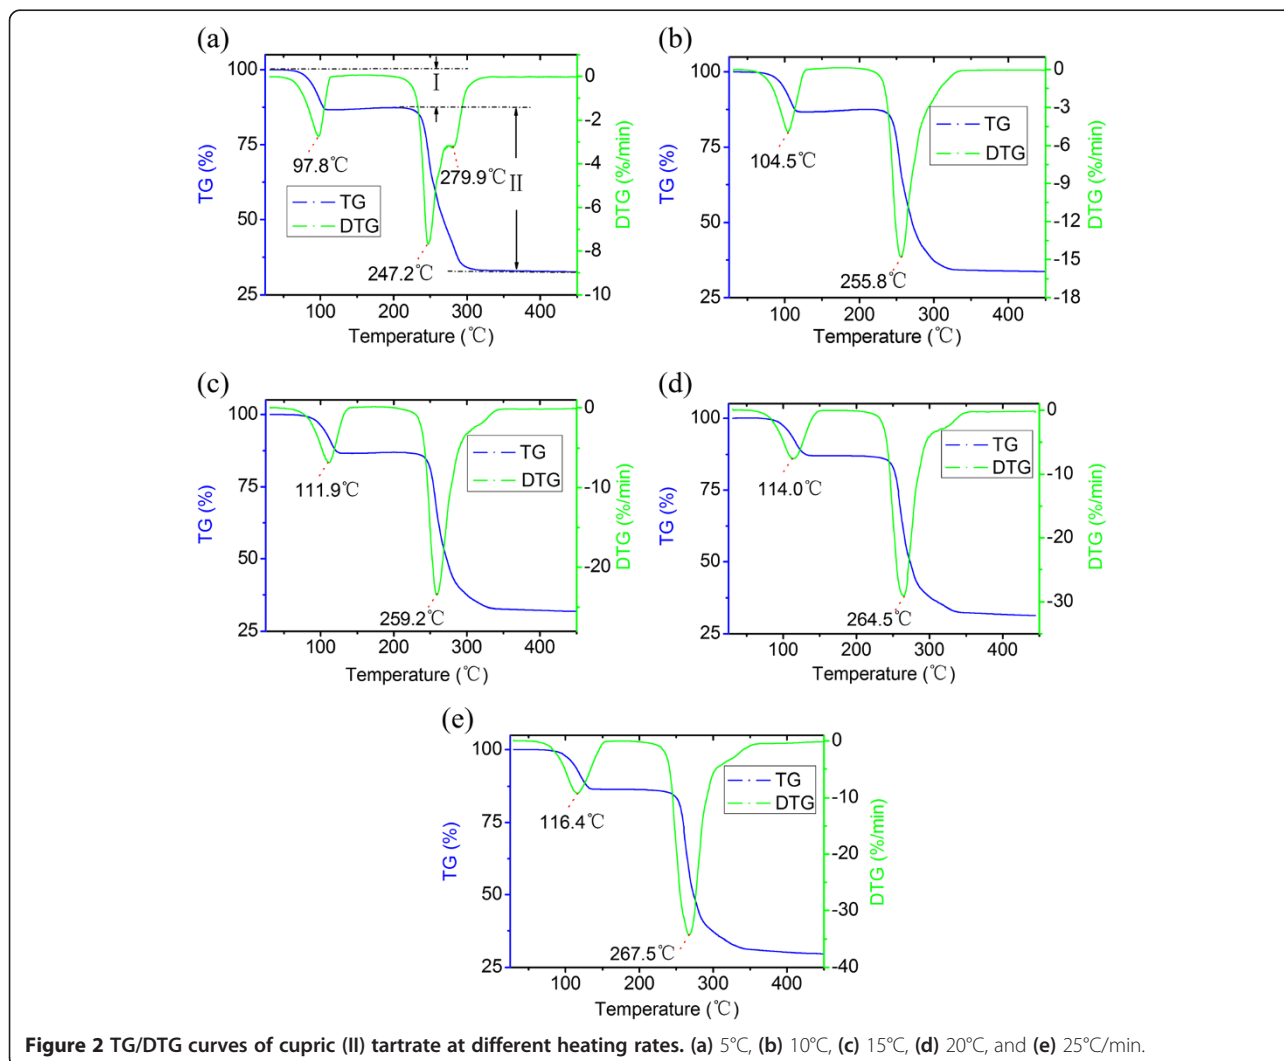 (a)
TG (%)
100
75
50
25
0
-2
-4
-6
-8
-10
DTG (%/min)
I
II
97.8℃
279.9℃
247.2℃
TG
DTG
100
200
300
400
Temperature (℃)
(b)
TG (%)
100
75
50
25
0
-3
-6
-9
-12
-15
-18
DTG (%/min)
104.5℃
255.8℃
TG
DTG
100
200
300
400
Temperature (℃)
(c)
TG (%)
100
75
50
25
0
-10
-20
DTG (%/min)
111.9℃
259.2℃
TG
DTG
100
200
300
400
Temperature (℃)
(d)
TG (%)
100
75
50
25
0
-10
-20
-30
DTG (%/min)
114.0℃
264.5℃
TG
DTG
100
200
300
400
Temperature (℃)
(e)
TG (%)
100
75
50
25
0
-10
-20
-30
-40
DTG (%/min)
116.4℃
267.5℃
TG
DTG
100
200
300
400
Temperature (℃)
Figure 2 TG/DTG curves of cupric (II) tartrate at different heating rates. (a) 5°C, (b) 10°C, (c) 15°C, (d) 20°C, and (e) 25°C/min.